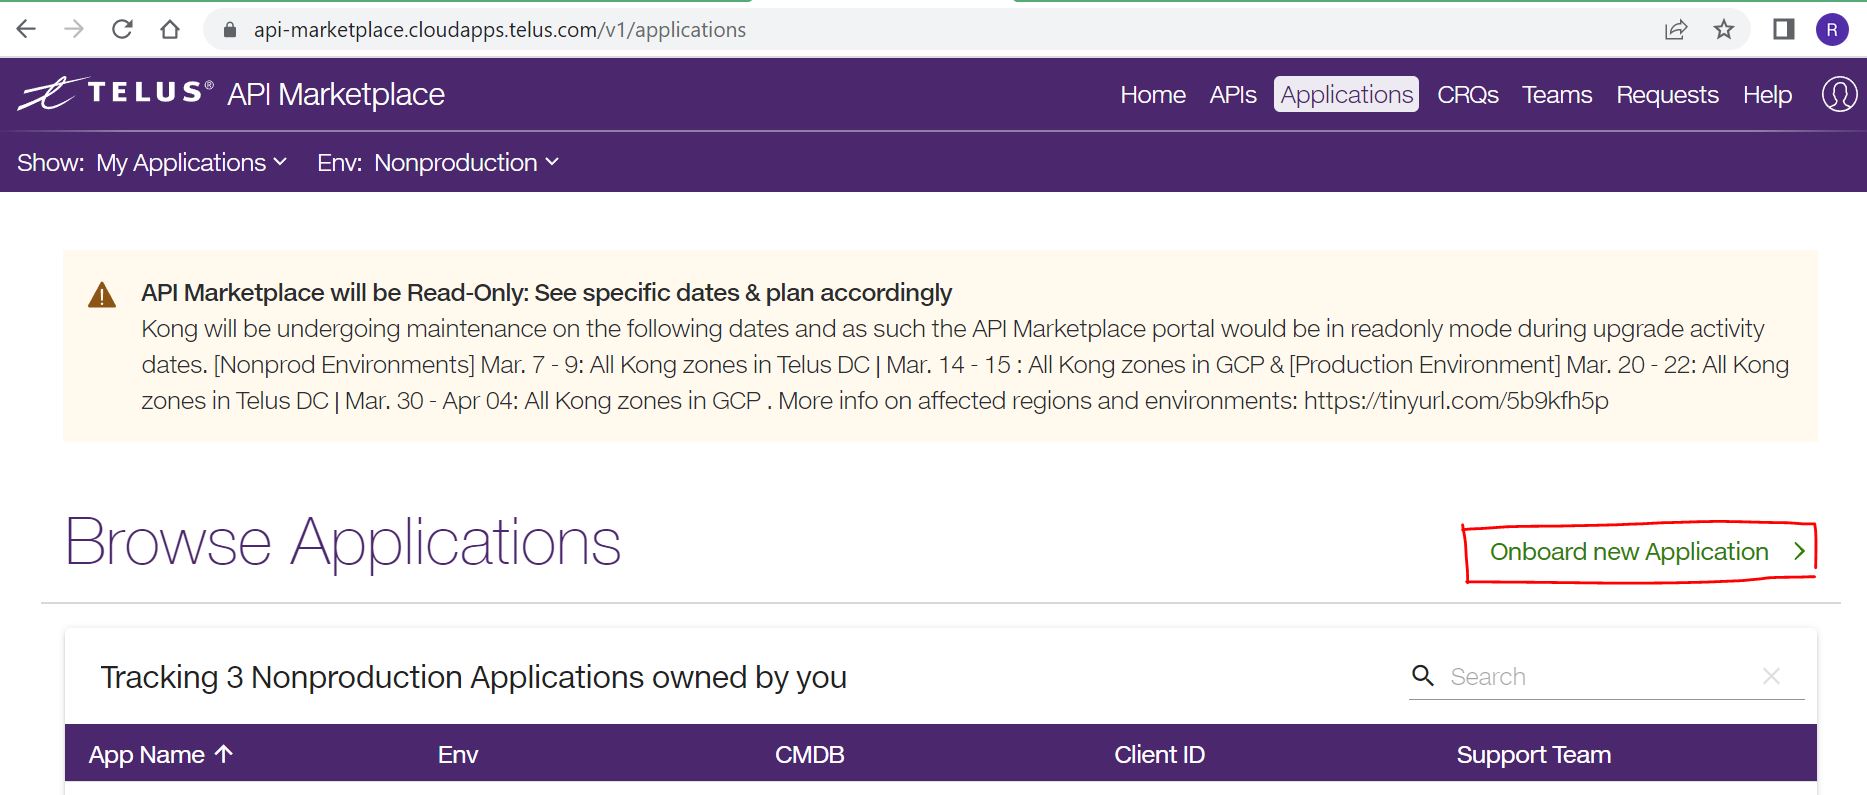 api-marketplace.cloudapps.telus.com/v1/applications
R
TELUS® API Marketplace
Home APIs Applications CRQs Teams Requests Help
Show: My Applications Env: Nonproduction
API Marketplace will be Read-Only: See specific dates & plan accordingly
Kong will be undergoing maintenance on the following dates and as such the API Marketplace portal would be in readonly mode during upgrade activity
dates. [Nonprod Environments] Mar. 7 - 9: All Kong zones in Telus DC | Mar. 14 - 15 : All Kong zones in GCP & [Production Environment] Mar. 20 - 22: All Kong
zones in Telus DC | Mar. 30 - Apr 04: All Kong zones in GCP . More info on affected regions and environments: https://tinyurl.com/5b9kfh5p
Browse Applications
Onboard new Application
Tracking 3 Nonproduction Applications owned by you
Search
App Name Env CMDB Client ID Support Team